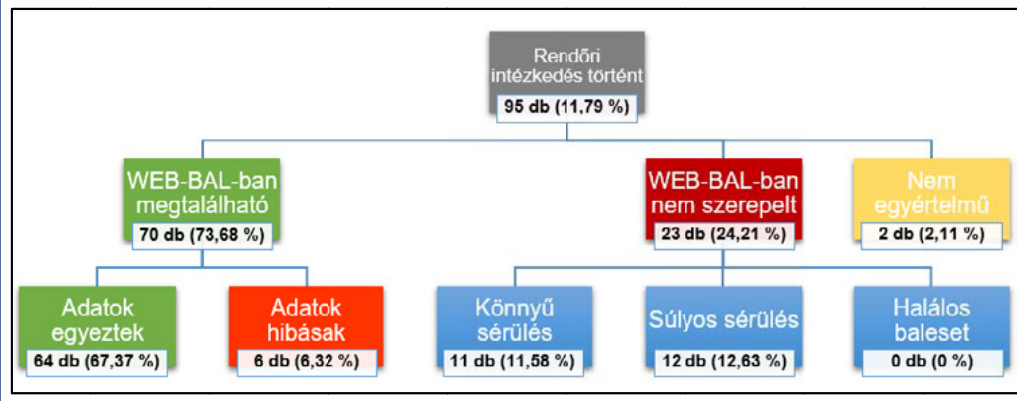 Rendőri
intézkedés történt
95 db (11,79 %)
WEB-BAL-ban
megtalálható
70 db (73,68 %)
WEB-BAL-ban
nem szerepelt
23 db (24,21 %)
Nem
egyértelmű
2 db (2,11 %)
Adatok
egyeztek
64 db (67,37 %)
Adatok
hibásak
6 db (6,32 %)
Könnyű
sérülés
11 db (11,58 %)
Súlyos sérülés
12 db (12,63 %)
Halálos
baleset
0 db (0 %)